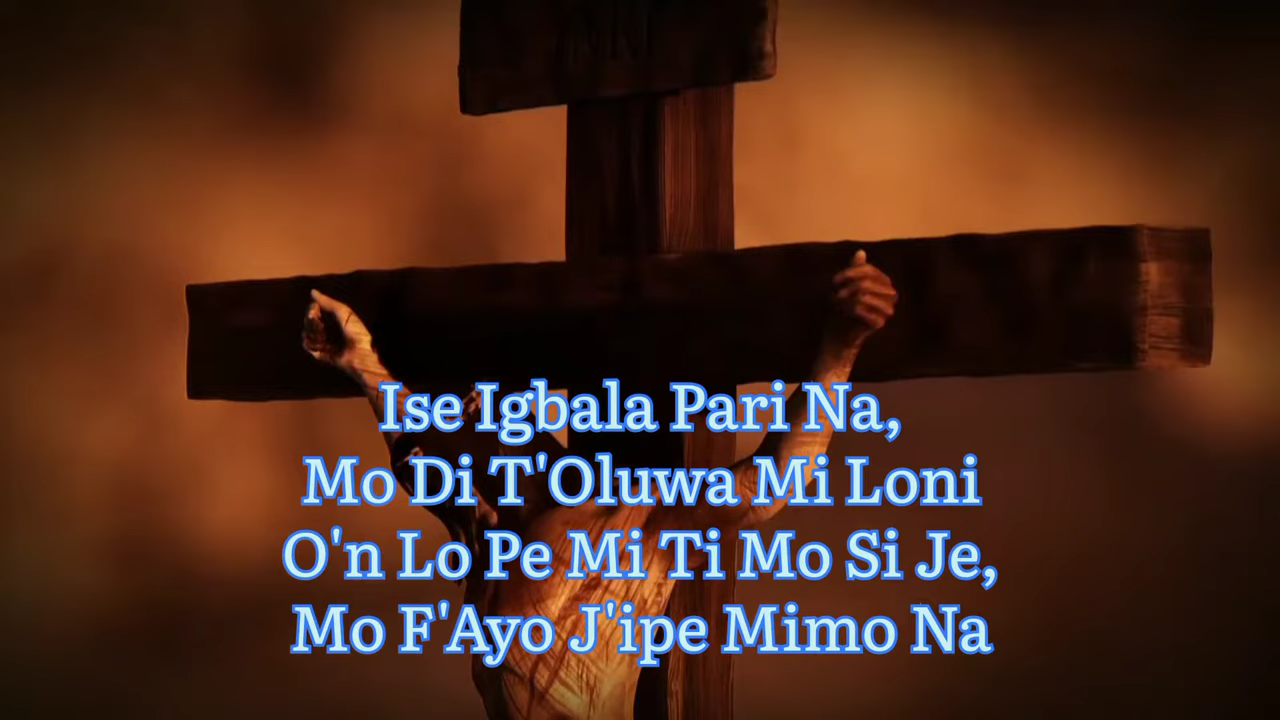 Ise Igbala Pari Na,
Mo Di T'Oluwa Mi Loni
O'n Lo Pe Mi Ti Mo Si Je,
Mo F'Ayo J'ipe Mimo Na